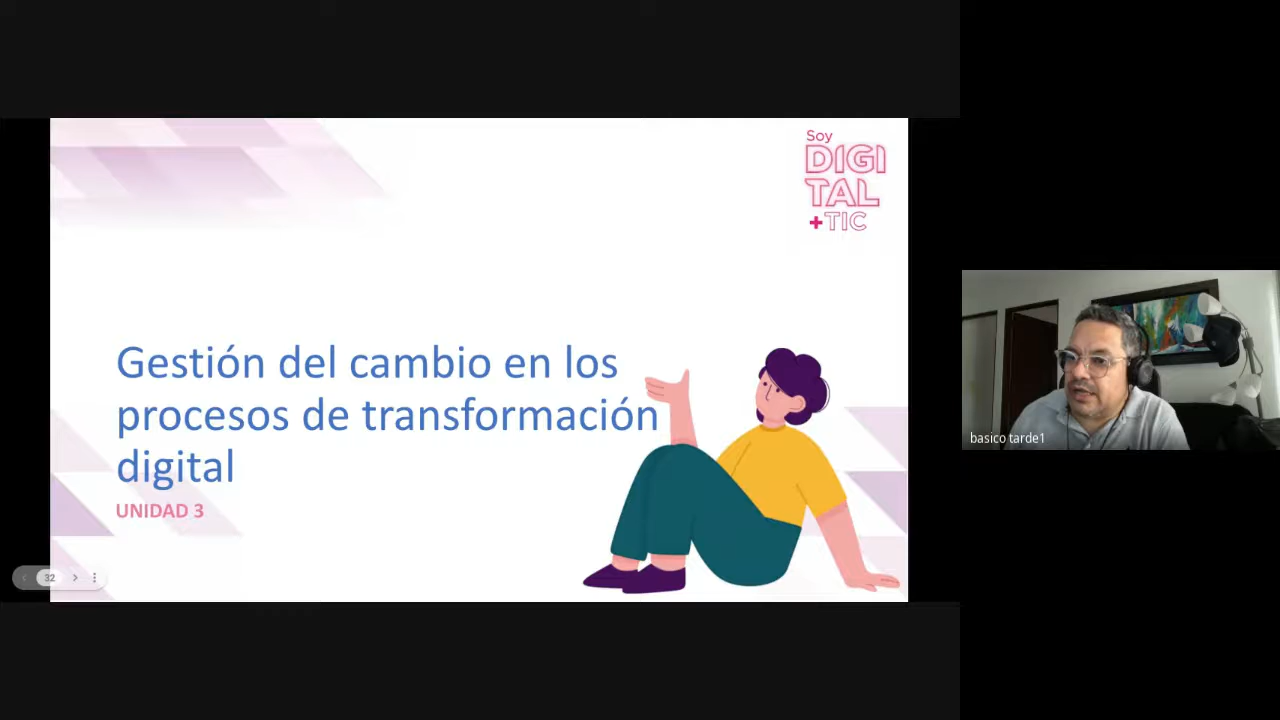 Soy
DIGI
TAL
+TIC
Gestión del cambio en los
procesos de transformación
digital
UNIDAD 3
32
basico tarde1